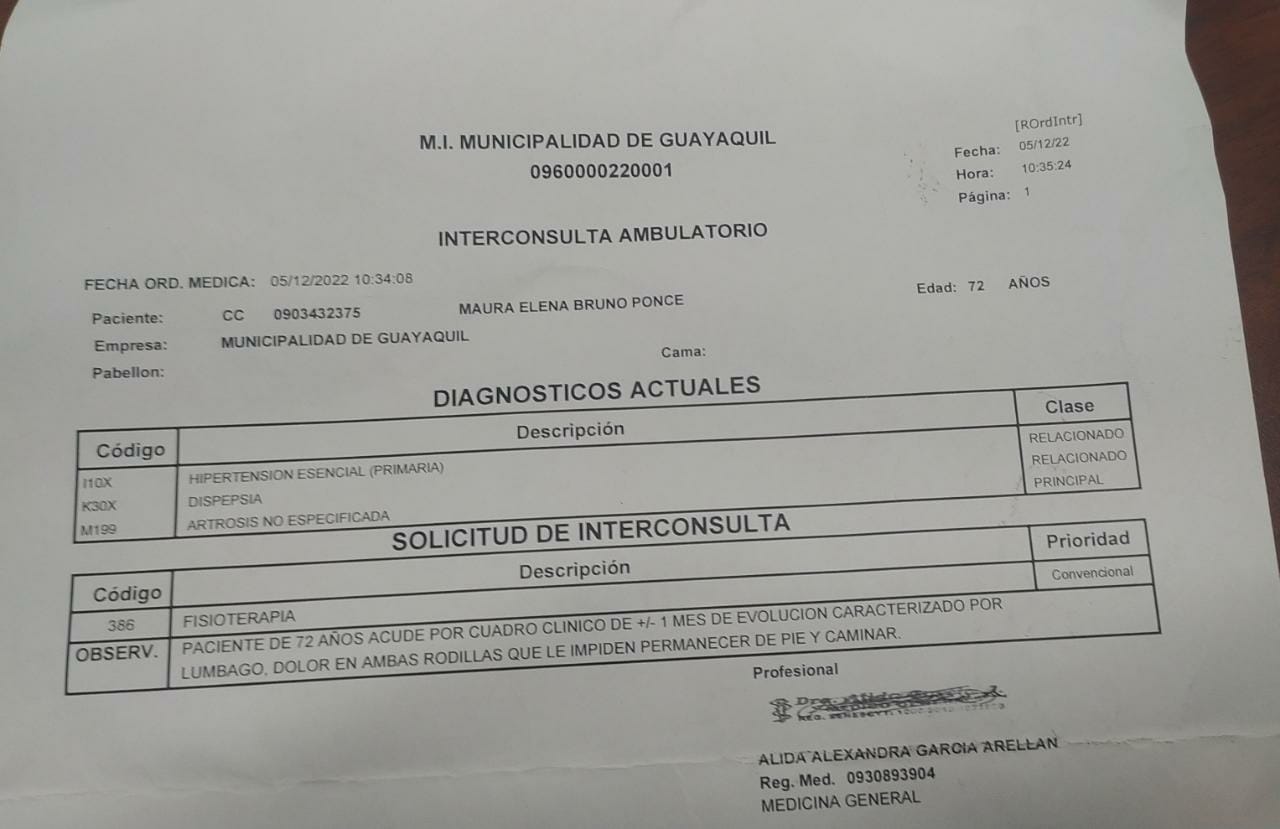 [ROrdIntr]
M.I. MUNICIPALIDAD DE GUAYAQUIL
Fecha: 05/12/22
0960000220001
Hora: 10:35:24
Página: 1
INTERCONSULTA AMBULATORIO
FECHA ORD. MEDICA: 05/12/2022 10:34:08
Paciente: CC 0903432375 MAURA ELENA BRUNO PONCE Edad: 72 AÑOS
Empresa: MUNICIPALIDAD DE GUAYAQUIL
Pabellon: Cama:
DIAGNOSTICOS ACTUALES
Código Descripción Clase
I10X HIPERTENSION ESENCIAL (PRIMARIA) RELACIONADO
K30X DISPEPSIA RELACIONADO
M199 ARTROSIS NO ESPECIFICADA PRINCIPAL
SOLICITUD DE INTERCONSULTA
Código Descripción Prioridad
386 FISIOTERAPIA Convencional
OBSERV. PACIENTE DE 72 AÑOS ACUDE POR CUADRO CLINICO DE +/- 1 MES DE EVOLUCION CARACTERIZADO POR
LUMBAGO, DOLOR EN AMBAS RODILLAS QUE LE IMPIDEN PERMANECER DE PIE Y CAMINAR.
Profesional
Dra.
ALIDA ALEXANDRA GARCIA ARELLAN
Reg. Med. 0930893904
MEDICINA GENERAL